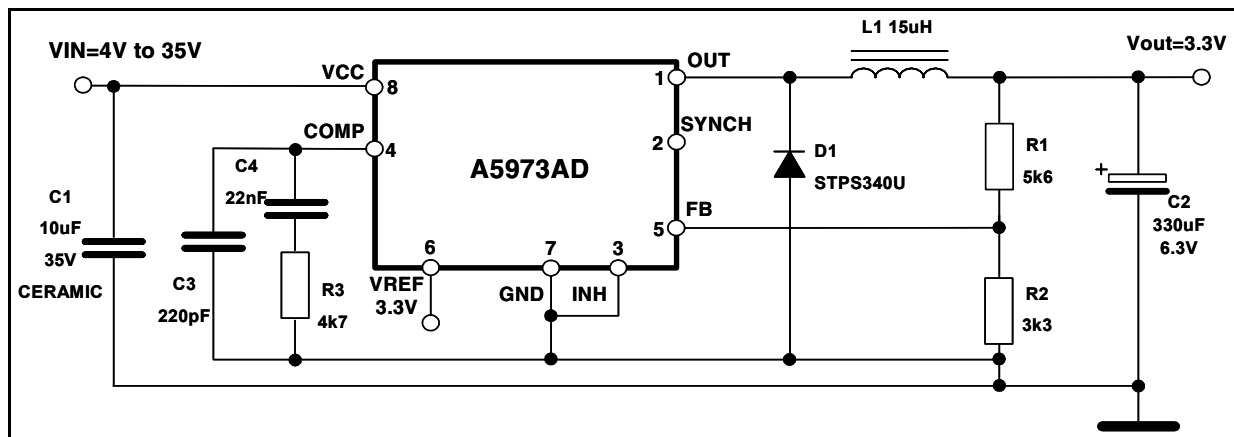 VIN=4V to 35V
VCC
8
COMP
4
A5973AD
OUT
1
SYNCH
2
FB
5
L1 15uH
Vout=3.3V
C1
10uF
35V
CERAMIC
C4
22nF
C3
220pF
R3
4k7
6
VREF
3.3V
7
GND
3
INH
D1
STPS340U
R1
5k6
R2
3k3
+
C2
330uF
6.3V